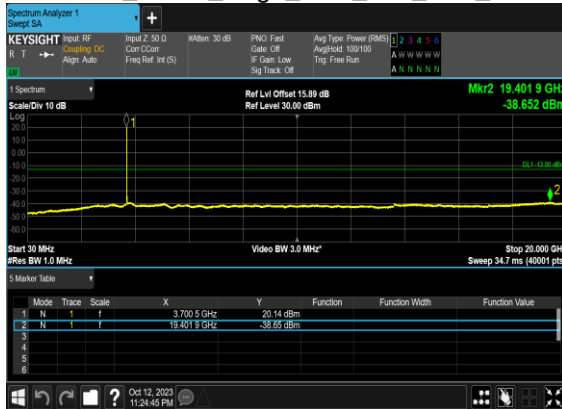 Spectrum Analyzer 1
Swept SA
+
KEYSIGHT
R T
LXI
Input: RF
Coupling: DC
Align: Auto
Input Z: 50 Ω
Corr CCorr
Freq Ref: Int (S)
#Atten: 30 dB
PNO: Fast
Gate: Off
IF Gain: Low
Sig Track: Off
Avg Type: Power (RMS)
Avg|Hold: 100/100
Trig: Free Run
1 2 3 4 5 6
A W W W W W
A N N N N N
1 Spectrum
Scale/Div 10 dB
Ref Lvl Offset 15.89 dB
Ref Level 30.00 dBm
Mkr2 19.401 9 GHz
-38.652 dBm
Log
20.0
10.0
0.00
-10.0
-20.0
-30.0
-40.0
-50.0
-60.0
1
DL1 -13.00 dBm
2
Start 30 MHz
#Res BW 1.0 MHz
Video BW 3.0 MHz*
Stop 20.000 GHz
Sweep 34.7 ms (40001 pts)
5 Marker Table
Mode Trace Scale X Y Function Function Width Function Value
1 N 1 f 3.700 5 GHz 20.14 dBm
2 N 1 f 19.401 9 GHz -38.65 dBm
3
4
5
6
?
Oct 12, 2023
11:24:45 PM